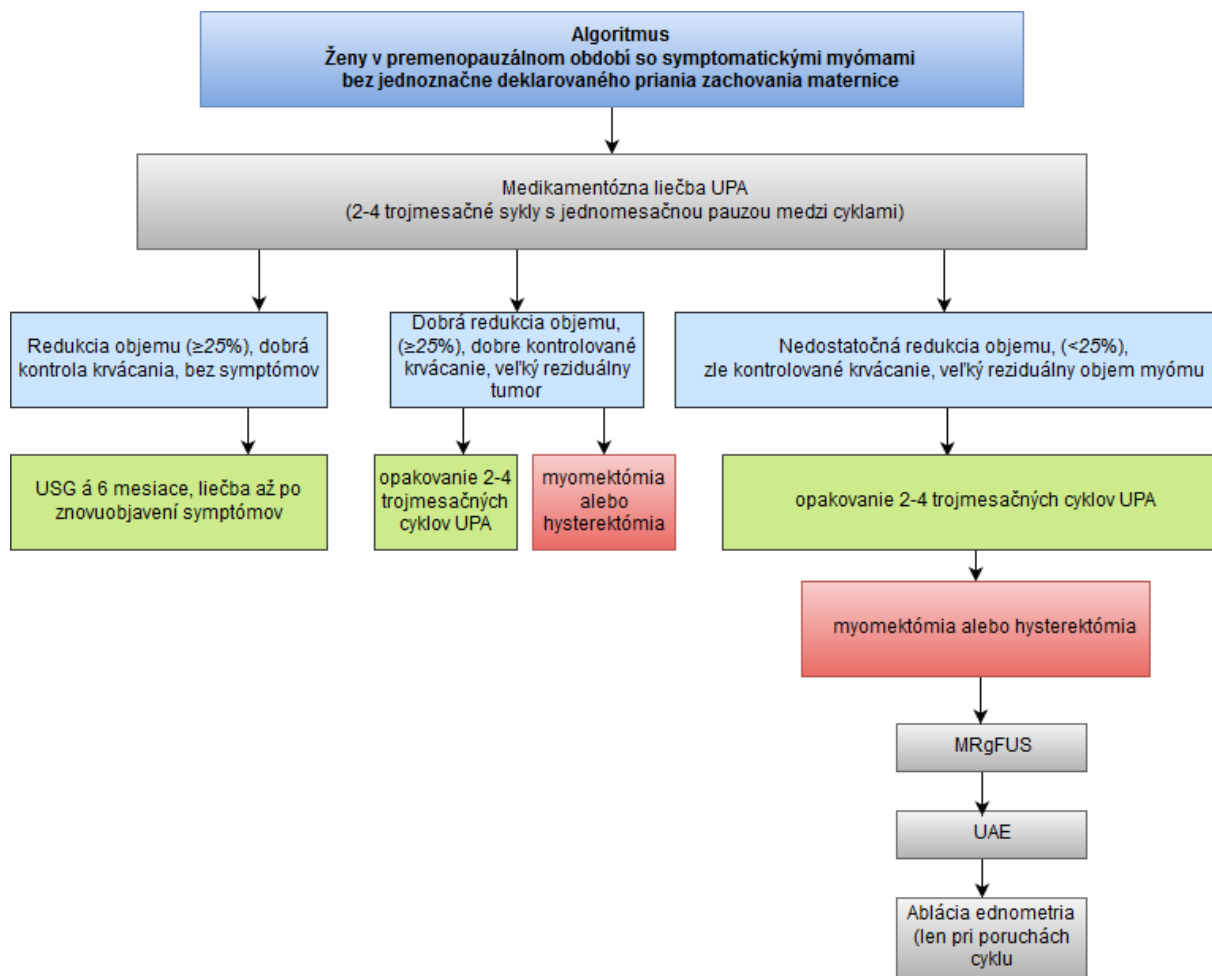 Algoritmus
Ženy v premenopauzálnom období so symptomatickými myómami
bez jednoznačne deklarovaného priania zachovania maternice
Medikamentózna liečba UPA
(2-4 trojmesačné sykly s jednomesačnou pauzou medzi cyklami)
Redukcia objemu (≥25%), dobrá
kontrola krvácania, bez symptómov
Dobrá redukcia objemu,
(≥25%), dobre kontrolované
krvácanie, veľký reziduálny
tumor
Nedostatočná redukcia objemu, (<25%),
zle kontrolované krvácanie, veľký reziduálny objem myómu
USG á 6 mesiace, liečba až po
znovuobjavení symptómov
opakovanie 2-4
trojmesačných
cyklov UPA
myomektómia
alebo
hysterektómia
opakovanie 2-4 trojmesačných cyklov UPA
myomektómia alebo hysterektómia
MRgFUS
UAE
Ablácia ednometria
(len pri poruchách
cyklu